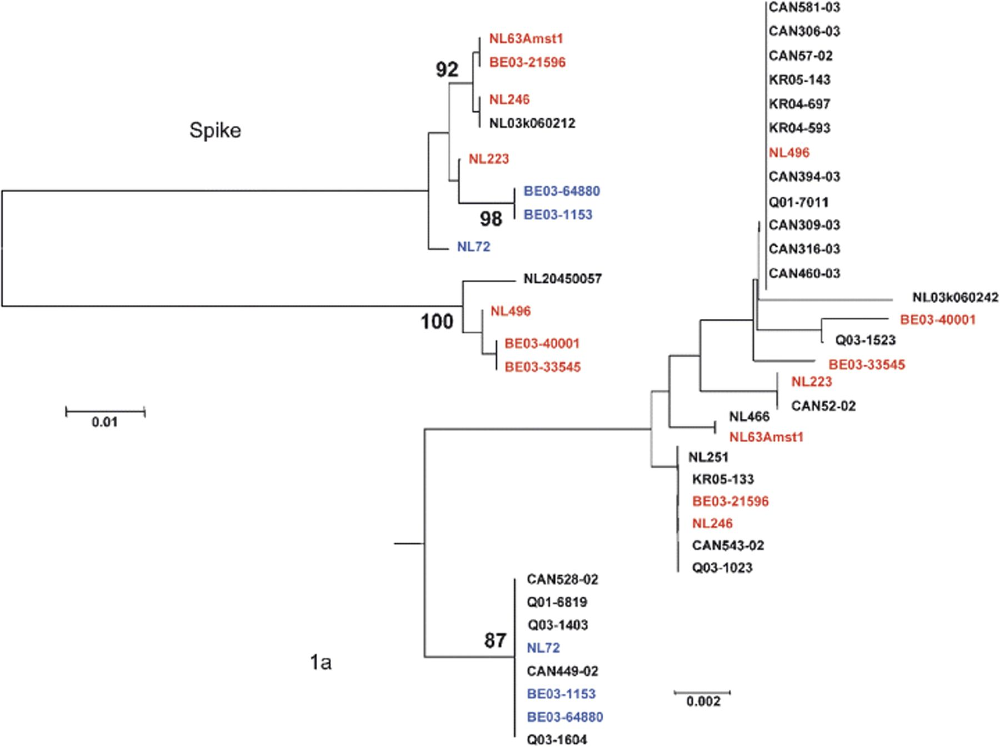 Spike
NL63Amst1
BE03-21596
92
NL246
NL03k060212
NL223
BE03-64880
98
BE03-1153
NL72
NL20450057
NL496
100
BE03-40001
BE03-33545
0.01
CAN581-03
CAN306-03
CAN57-02
KR05-143
KR04-697
KR04-593
NL496
CAN394-03
Q01-7011
CAN309-03
CAN316-03
CAN460-03
NL03k060242
BE03-40001
Q03-1523
BE03-33545
NL223
CAN52-02
NL466
NL63Amst1
NL251
KR05-133
BE03-21596
NL246
CAN543-02
Q03-1023
CAN528-02
Q01-6819
Q03-1403
87
NL72
1a
CAN449-02
BE03-1153
BE03-64880
Q03-1604
0.002